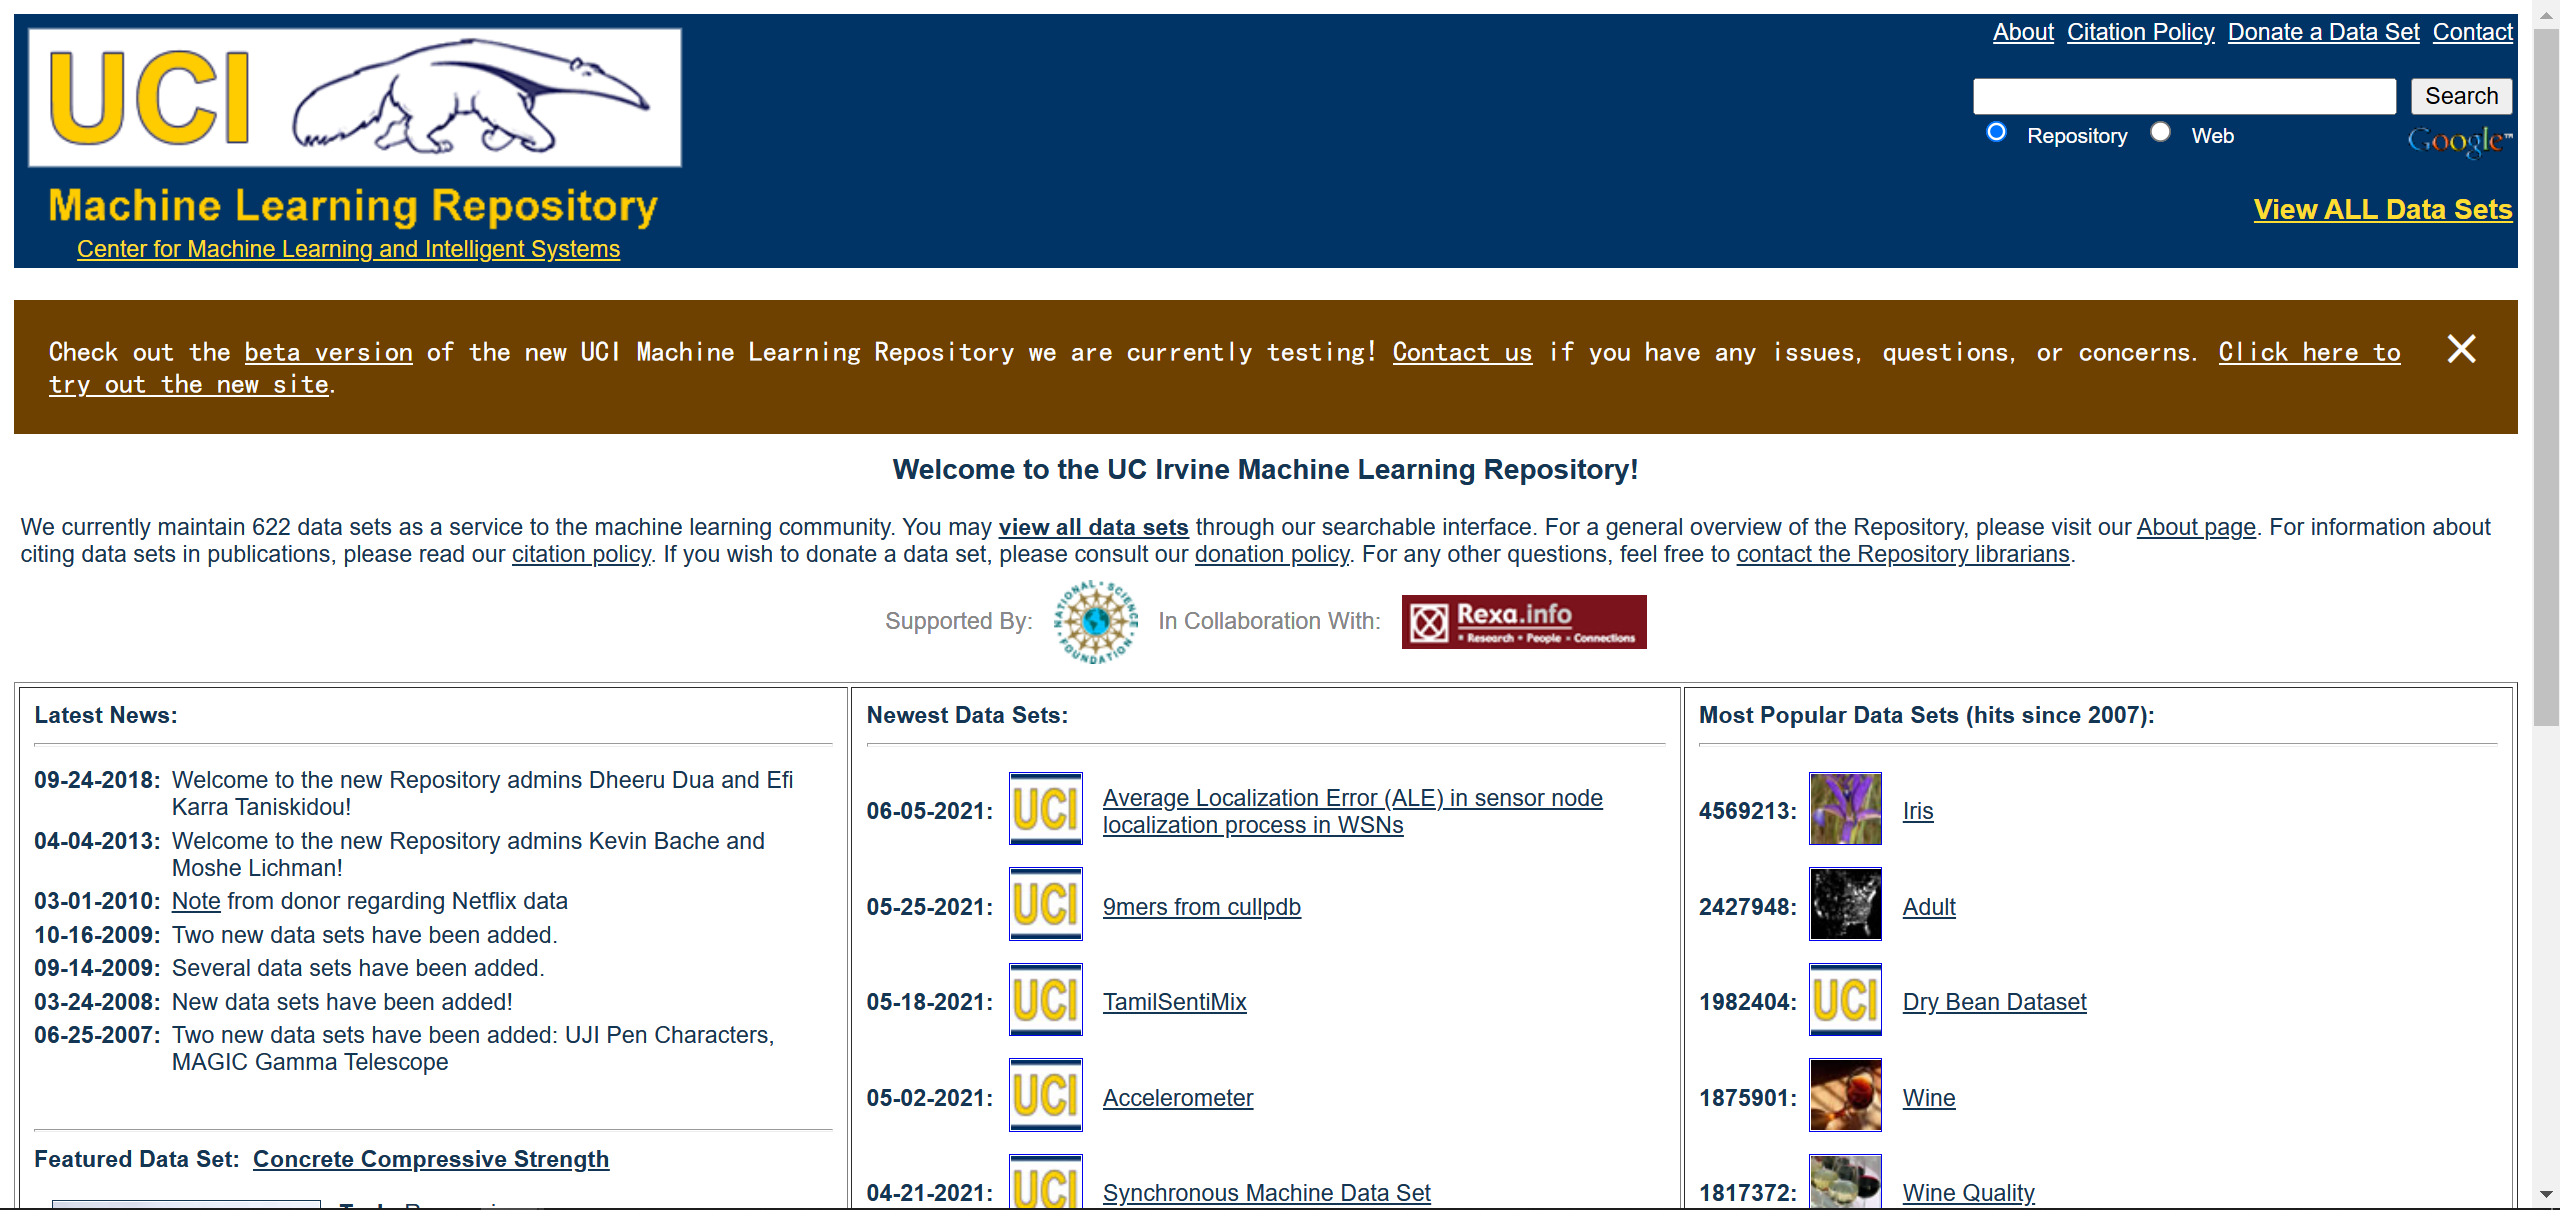 UCI
Machine Learning Repository
Center for Machine Learning and Intelligent Systems
About Citation Policy Donate a Data Set Contact
Search
Repository Web Google™
View ALL Data Sets
Check out the beta version of the new UCI Machine Learning Repository we are currently testing! Contact us if you have any issues, questions, or concerns. Click here to
try out the new site.
Welcome to the UC Irvine Machine Learning Repository!
We currently maintain 622 data sets as a service to the machine learning community. You may view all data sets through our searchable interface. For a general overview of the Repository, please visit our About page. For information about
citing data sets in publications, please read our citation policy. If you wish to donate a data set, please consult our donation policy. For any other questions, feel free to contact the Repository librarians.
Supported By: NATIONAL SCIENCE FOUNDATION In Collaboration With: Rexa.info
Research • People • Connections
Latest News:
09-24-2018: Welcome to the new Repository admins Dheeru Dua and Efi
Karra Taniskidou!
04-04-2013: Welcome to the new Repository admins Kevin Bache and
Moshe Lichman!
03-01-2010: Note from donor regarding Netflix data
10-16-2009: Two new data sets have been added.
09-14-2009: Several data sets have been added.
03-24-2008: New data sets have been added!
06-25-2007: Two new data sets have been added: UJI Pen Characters,
MAGIC Gamma Telescope
Featured Data Set: Concrete Compressive Strength
Newest Data Sets:
06-05-2021: UCI Average Localization Error (ALE) in sensor node
localization process in WSNs
05-25-2021: UCI 9mers from cullpdb
05-18-2021: UCI TamilSentiMix
05-02-2021: UCI Accelerometer
04-21-2021: UCI Synchronous Machine Data Set
Most Popular Data Sets (hits since 2007):
4569213: Iris
2427948: Adult
1982404: UCI Dry Bean Dataset
1875901: Wine
1817372: Wine Quality